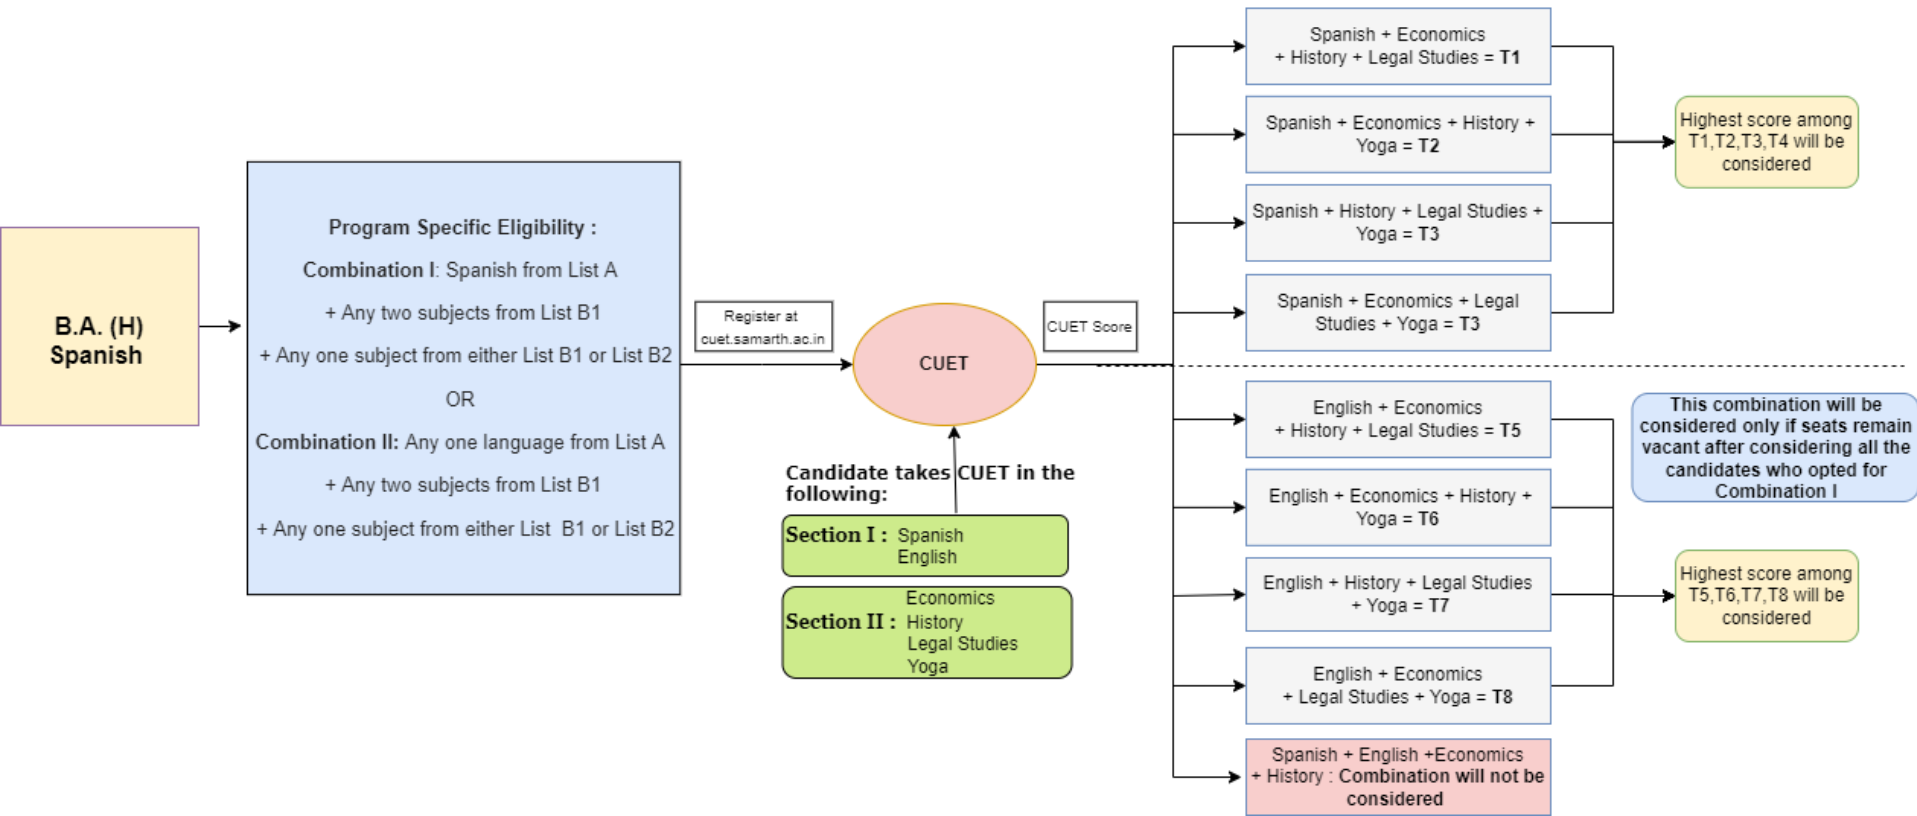 B.A. (H)
Spanish
Program Specific Eligibility :
Combination I: Spanish from List A
+ Any two subjects from List B1
+ Any one subject from either List B1 or List B2
OR
Combination II: Any one language from List A
+ Any two subjects from List B1
+ Any one subject from either List B1 or List B2
Register at
cuet.samarth.ac.in
CUET
CUET Score
Candidate takes CUET in the
following:
Section I : Spanish
English
Economics
Section II : History
Legal Studies
Yoga
Spanish + Economics
+ History + Legal Studies = T1
Spanish + Economics + History +
Yoga = T2
Spanish + History + Legal Studies +
Yoga = T3
Spanish + Economics + Legal
Studies + Yoga = T3
Highest score among
T1,T2,T3,T4 will be
considered
English + Economics
+ History + Legal Studies = T5
English + Economics + History +
Yoga = T6
English + History + Legal Studies
+ Yoga = T7
English + Economics
+ Legal Studies + Yoga = T8
Spanish + English +Economics
+ History : Combination will not be
considered
This combination will be
considered only if seats remain
vacant after considering all the
candidates who opted for
Combination I
Highest score among
T5,T6,T7,T8 will be
considered